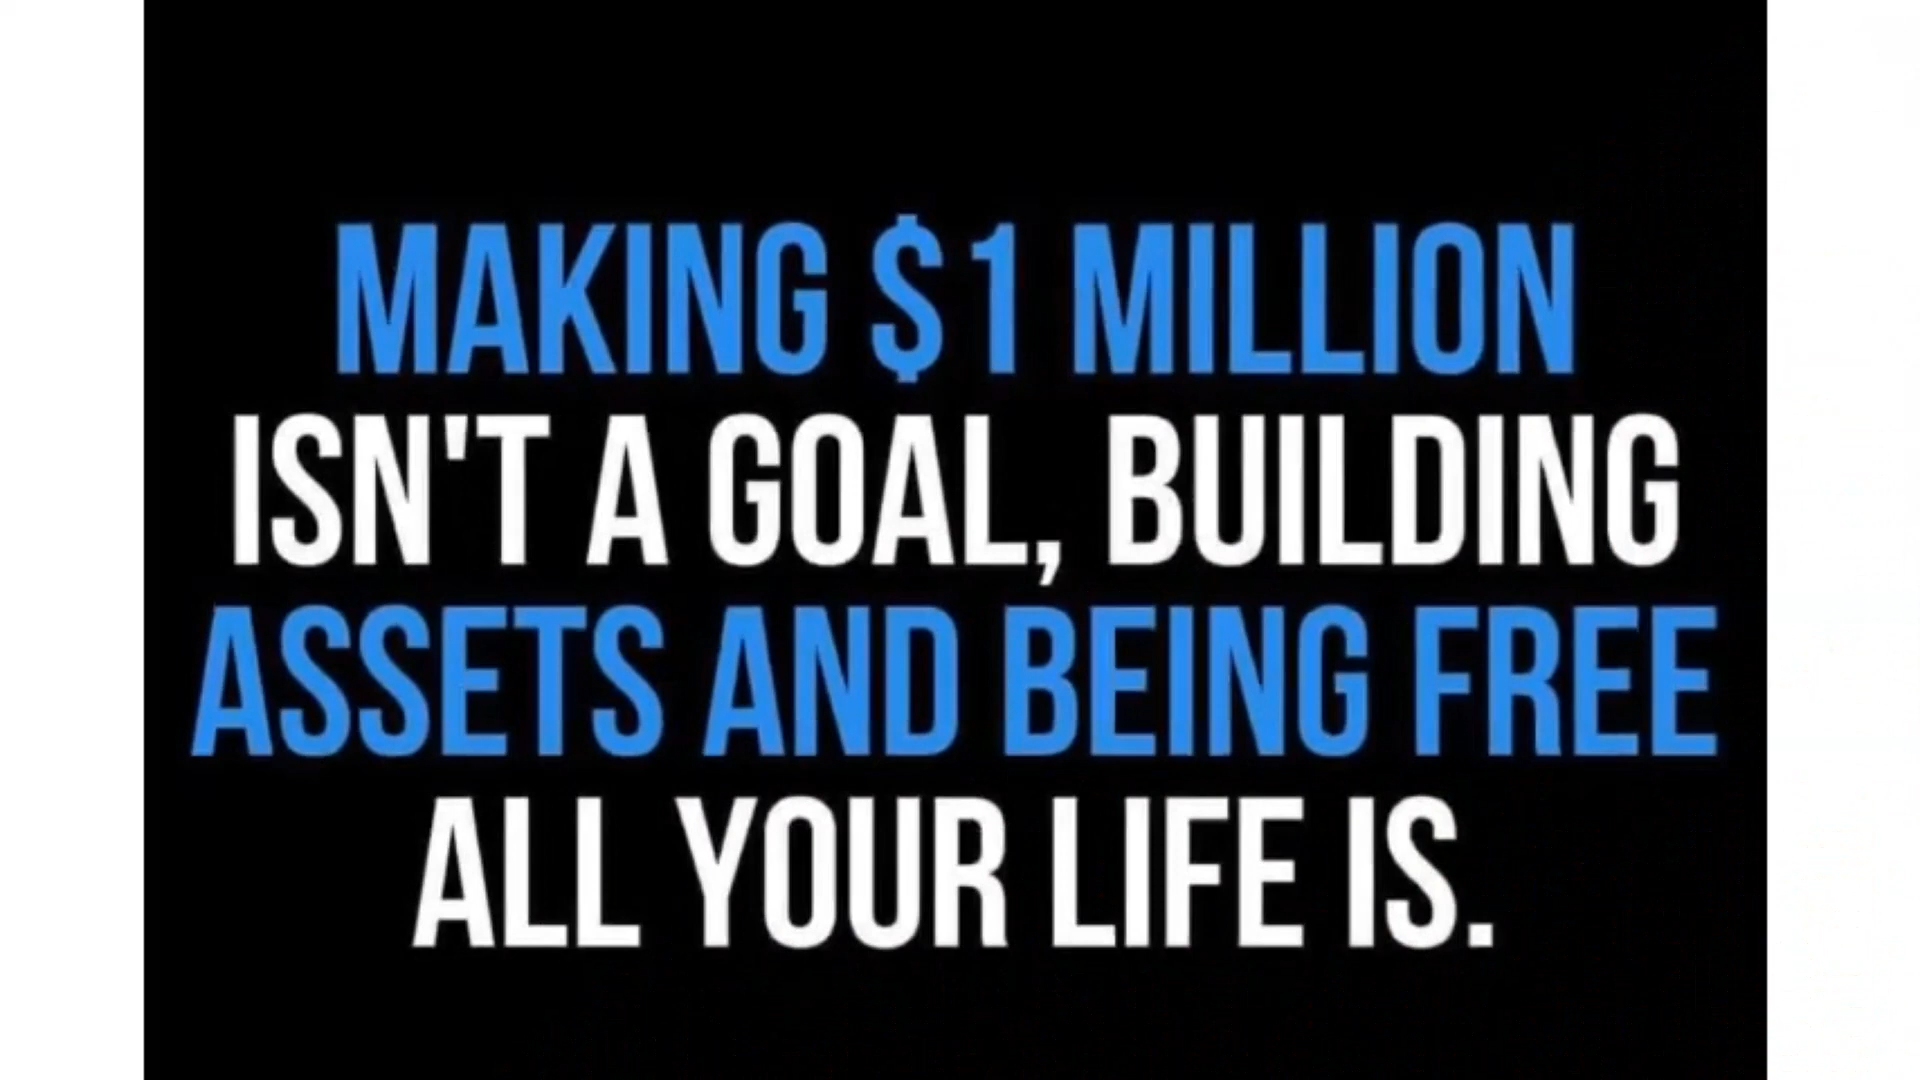 MAKING $1 MILLION
ISN'T A GOAL, BUILDING
ASSETS AND BEING FREE
ALL YOUR LIFE IS.